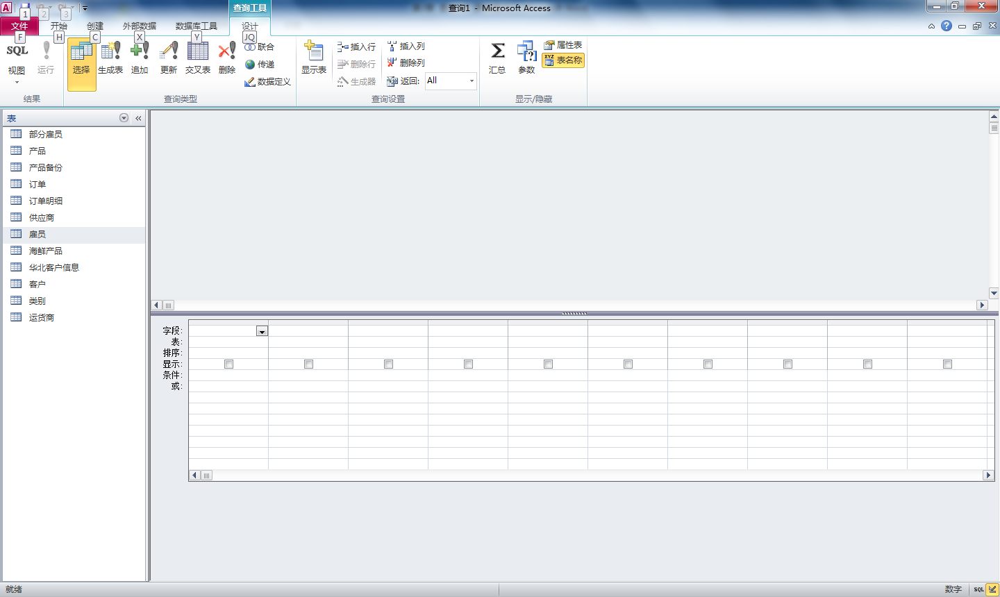 查询工具
查询1 - Microsoft Access
1 2 3
文件 开始 创建 外部数据 数据库工具 设计
F H C X Y JQ
SQL
视图
运行
结果
选择
生成表
追加
更新
交叉表
删除
联合
传递
数据定义
查询类型
显示表
插入行
删除行
生成器
插入列
删除列
返回: All
查询设置
汇总
参数
属性表
XYZ 表名称
显示/隐藏
表
部分雇员
产品
产品备份
订单
订单明细
供应商
雇员
海鲜产品
华北客户信息
客户
类别
运货商
字段:
表:
排序:
显示:
条件:
或:
就绪
数字
SQL